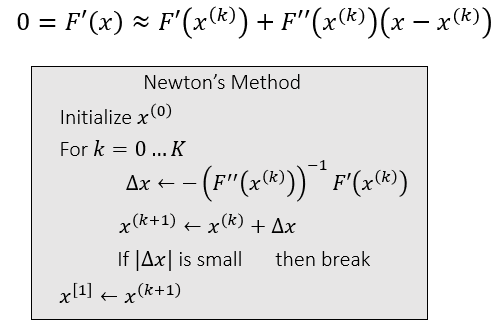 0 = F′(x) ≈ F′(x⁽ᵏ⁾) + F′′(x⁽ᵏ⁾)(x − x⁽ᵏ⁾)
Newton’s Method
Initialize x⁽⁰⁾
For k = 0 … K
Δx ← −(F′′(x⁽ᵏ⁾))⁻¹ F′(x⁽ᵏ⁾)
x⁽ᵏ⁺¹⁾ ← x⁽ᵏ⁾ + Δx
If |Δx| is small then break
x^[1] ← x⁽ᵏ⁺¹⁾